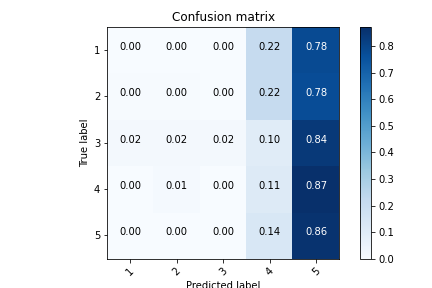 Confusion matrix
1 0.00 0.00 0.00 0.22 0.78
2 0.00 0.00 0.00 0.22 0.78
3 0.02 0.02 0.02 0.10 0.84
4 0.00 0.01 0.00 0.11 0.87
5 0.00 0.00 0.00 0.14 0.86
True label
1 2 3 4 5
Predicted label
0.8
0.7
0.6
0.5
0.4
0.3
0.2
0.1
0.0